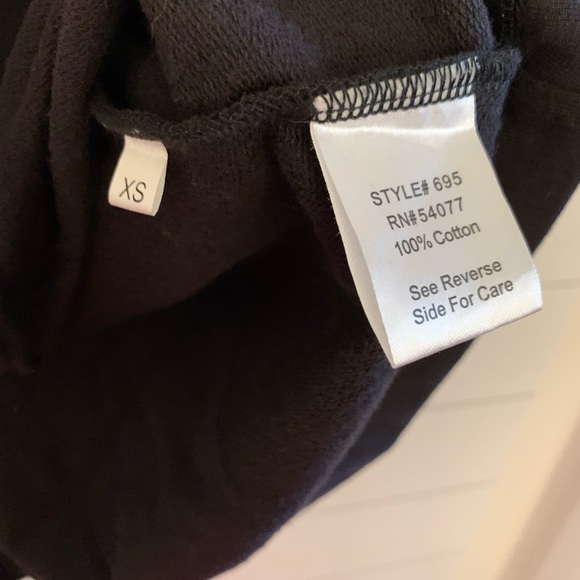 XS
STYLE# 695
RN#54077
100% Cotton
See Reverse
Side For Care